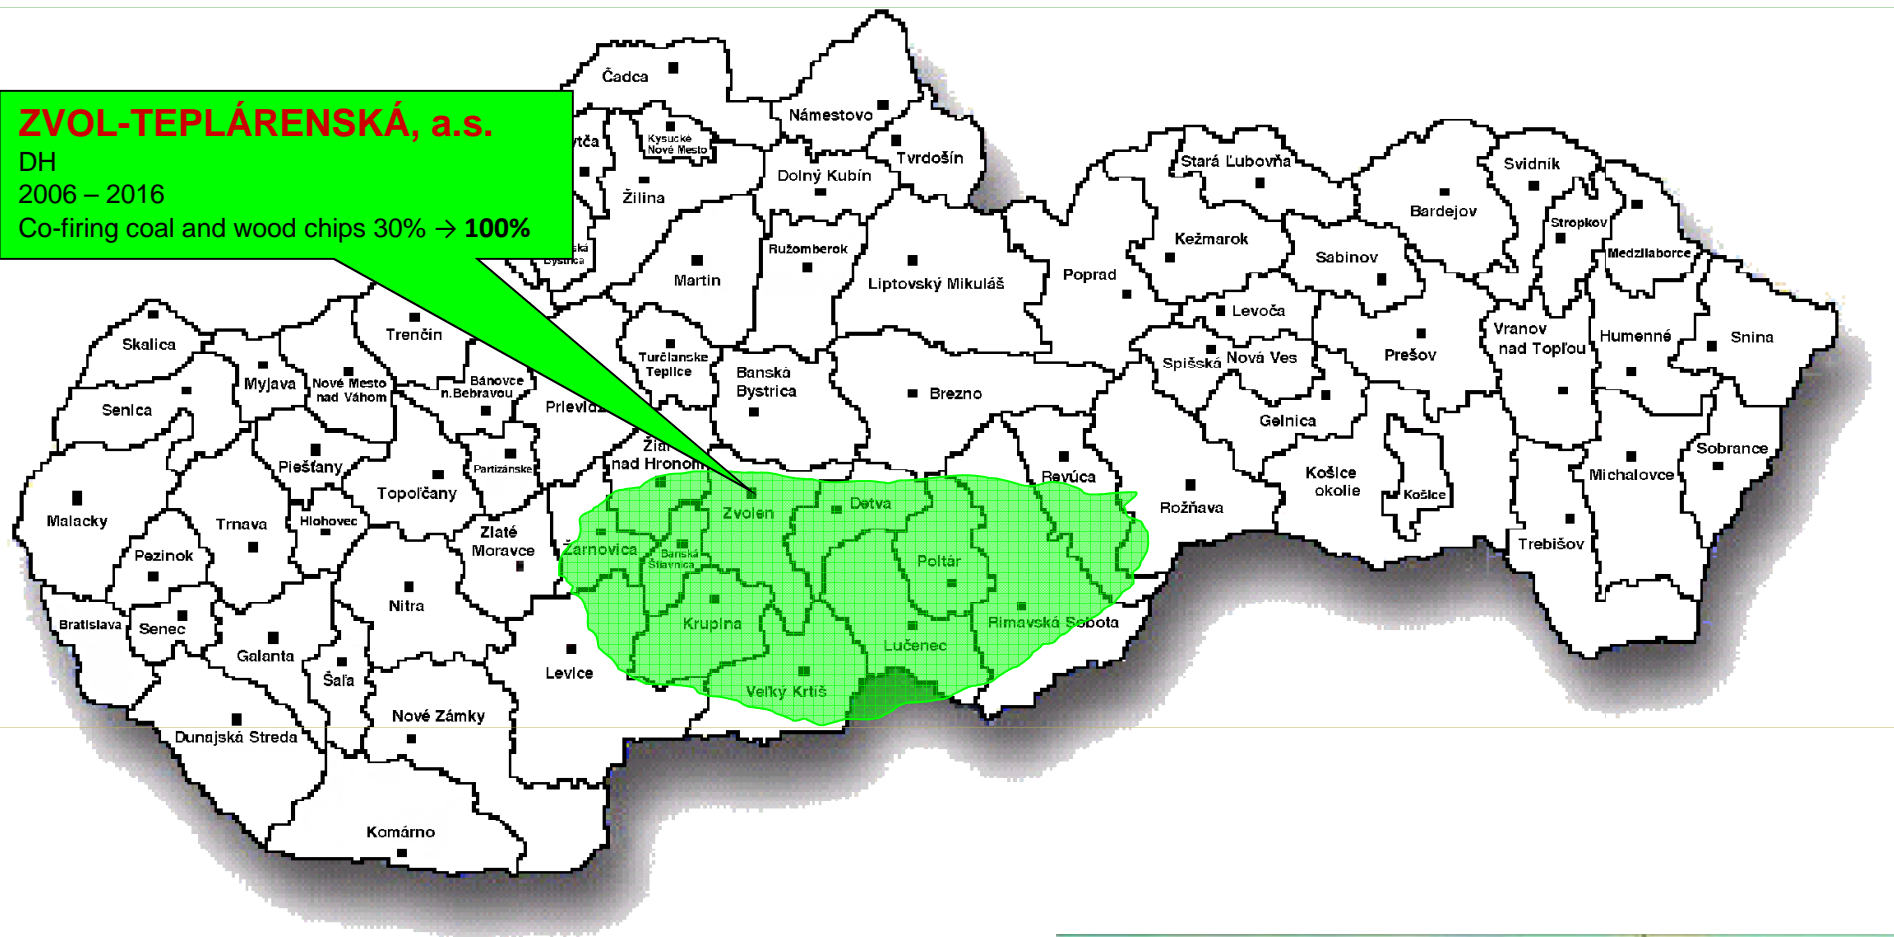 ZVOL-TEPLÁRENSKÁ, a.s.
DH
2006 – 2016
Co-firing coal and wood chips 30% → 100%
Čadca
Námestovo
Kysucké
Nové Mesto
Tvrdošín
Dolný Kubín
Žilina
Stará Ľubovňa
Svidník
Bardejov
Stropkov
Medzilaborce
Ružomberok
Kežmarok
Sabinov
Martin
Liptovský Mikuláš
Poprad
Bystrica
Levoča
Trenčín
Skalica
Turčianske
Teplice
Spišská Nová Ves
Prešov
Vranov
nad Topľou
Humenné
Snina
Myjava
Nové Mesto
nad Váhom
Bánovce
n.Bebravou
Banská
Bystrica
Brezno
Senica
Gelnica
Sobrance
Piešťany
Partizánske
nad Hronom
Revúca
Košice
okolie
Košice
Michalovce
Topoľčany
Malacky
Trnava
Hlohovec
Zvolen
Detva
Rožňava
Zlaté
Moravce
Žarnovica
Banská
Štiavnica
Poltár
Trebišov
Pezinok
Nitra
Bratislava
Senec
Krupina
Rimavská Sobota
Lučenec
Galanta
Šaľa
Levice
Veľký Krtíš
Nové Zámky
Dunajská Streda
Komárno